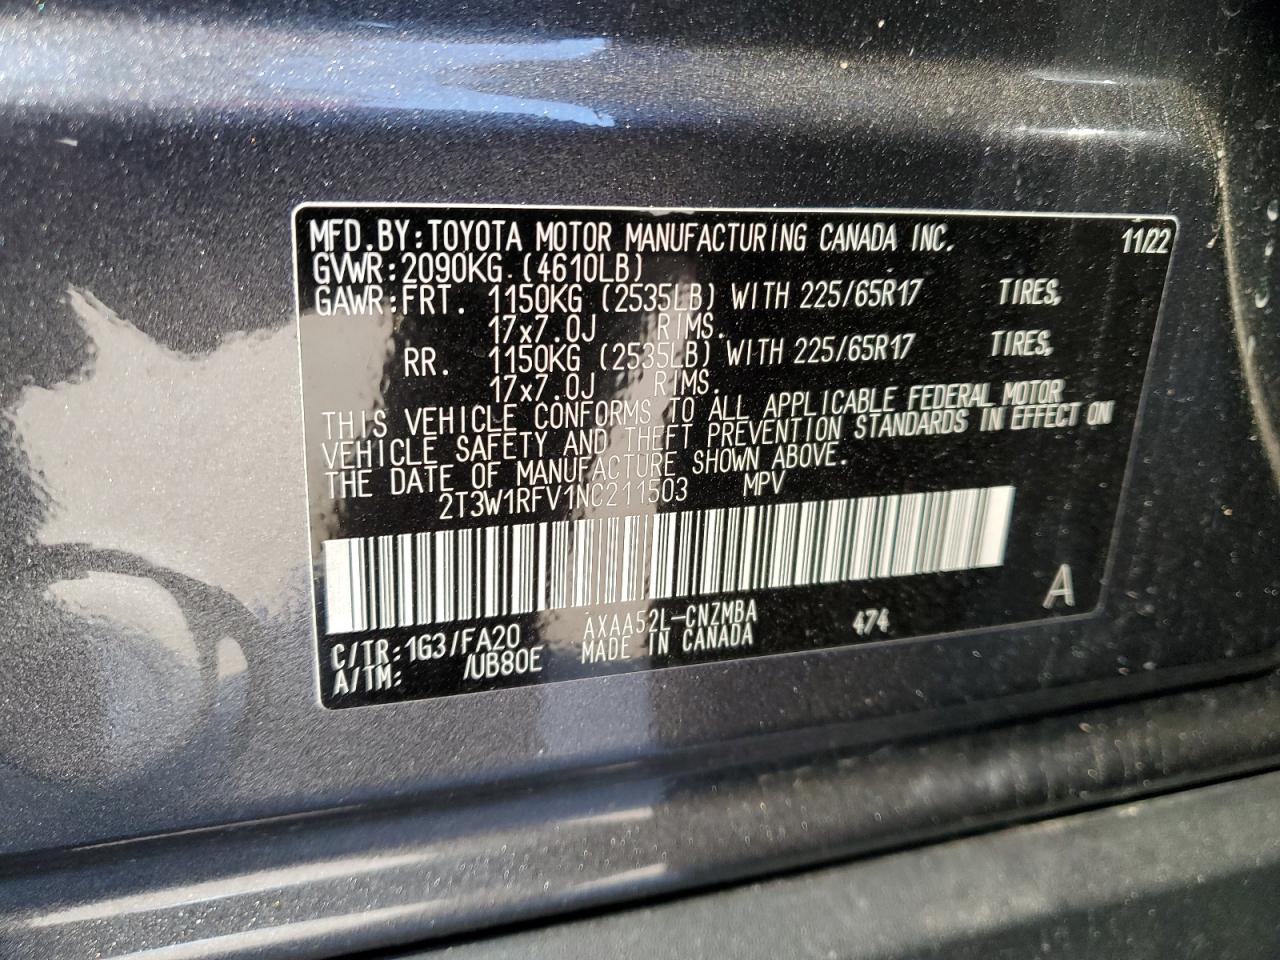 MFD.BY:TOYOTA MOTOR MANUFACTURING CANADA INC. 11/22
GVWR:2090KG (4610LB)
GAWR:FRT. 1150KG (2535LB) WITH 225/65R17 TIRES,
17x7.0J RIMS.
RR. 1150KG (2535LB) WITH 225/65R17 TIRES,
17x7.0J RIMS.
THIS VEHICLE CONFORMS TO ALL APPLICABLE FEDERAL MOTOR
VEHICLE SAFETY AND THEFT PREVENTION STANDARDS IN EFFECT ON
THE DATE OF MANUFACTURE SHOWN ABOVE.
2T3W1RFV1NC211503 MPV
A
C/TR:1G3/FA20 AXAA52L-CNZMBA 474
A/TM: /UB80E MADE IN CANADA